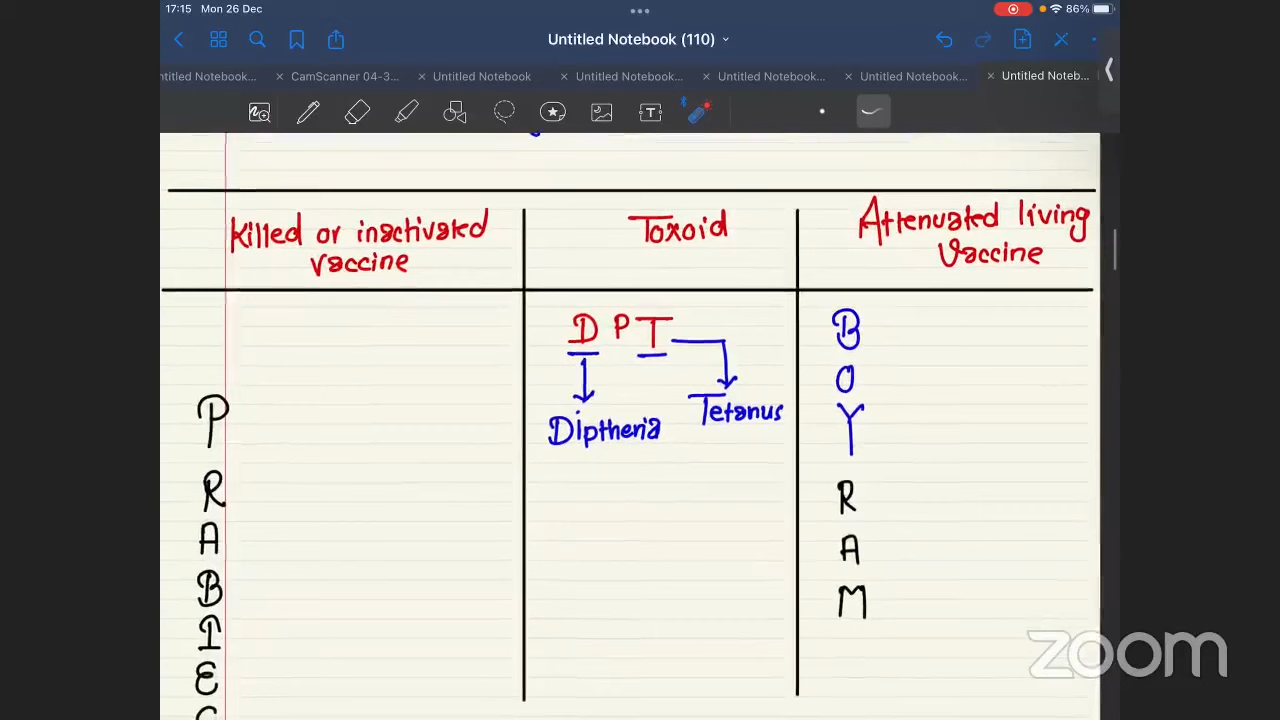 17:15 Mon 26 Dec
86%
Untitled Notebook (110)
ntitled Notebook...
CamScanner 04-3...
Untitled Notebook
Untitled Notebook...
Untitled Notebook...
Untitled Notebook...
Untitled Noteb...
Killed or inactivated
vaccine
Toxoid
Attenuated living
Vaccine
D P T
Diptheria
Tetanus
P
R
A
B
I
E
B
O
Y
R
A
M
zoom